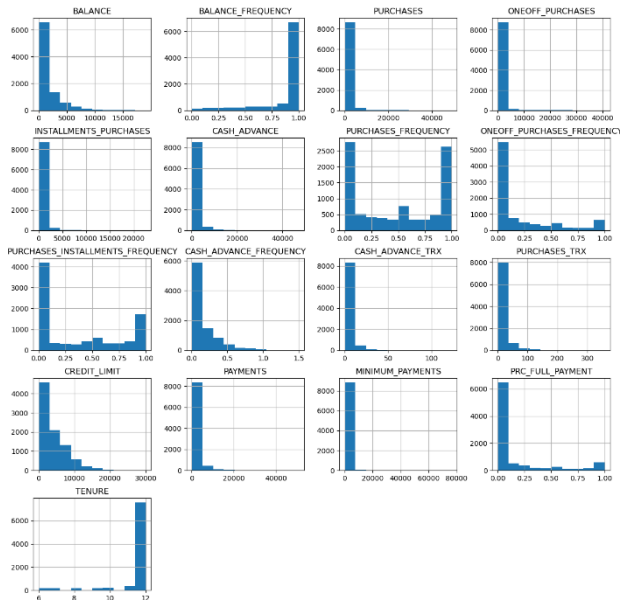 BALANCE BALANCE_FREQUENCY PURCHASES ONEOFF_PURCHASES
6000 6000 8000 8000
4000 4000 6000 6000
2000 2000 4000 4000
0 0 2000 2000
0 0
0 5000 10000 15000 0.00 0.25 0.50 0.75 1.00 0 20000 40000 0 10000 20000 30000 40000
INSTALLMENTS_PURCHASES CASH_ADVANCE PURCHASES_FREQUENCY ONEOFF_PURCHASES_FREQUENCY
8000 8000 2500 5000
6000 6000 2000 4000
4000 4000 1500 3000
2000 2000 1000 2000
0 0 500 1000
0 0
0 5000 10000 15000 20000 0 20000 40000 0.00 0.25 0.50 0.75 1.00 0.00 0.25 0.50 0.75 1.00
PURCHASES_INSTALLMENTS_FREQUENCY CASH_ADVANCE_FREQUENCY CASH_ADVANCE_TRX PURCHASES_TRX
4000 6000 8000 8000
3000 4000 6000 6000
2000 2000 4000 4000
1000 0 2000 2000
0 0 0
0.00 0.25 0.50 0.75 1.00 0.0 0.5 1.0 1.5 0 50 100 0 100 200 300
CREDIT_LIMIT PAYMENTS MINIMUM_PAYMENTS PRC_FULL_PAYMENT
4000 8000 8000 6000
3000 6000 6000 4000
2000 4000 4000 2000
1000 2000 2000 0
0 0 0
0 10000 20000 30000 0 20000 40000 0 20000 40000 60000 80000 0.00 0.25 0.50 0.75 1.00
TENURE
6000
4000
2000
0
6 8 10 12